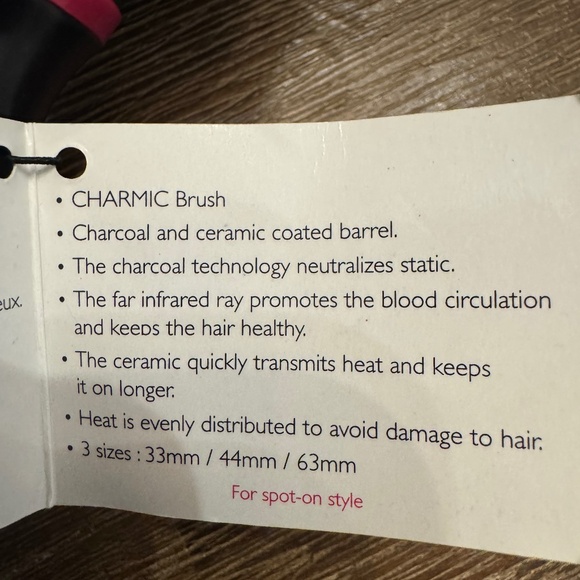 • CHARMIC Brush
• Charcoal and ceramic coated barrel.
• The charcoal technology neutralizes static.
• The far infrared ray promotes the blood circulation
and keeps the hair healthy.
• The ceramic quickly transmits heat and keeps
it on longer.
• Heat is evenly distributed to avoid damage to hair.
• 3 sizes : 33mm / 44mm / 63mm
For spot-on style